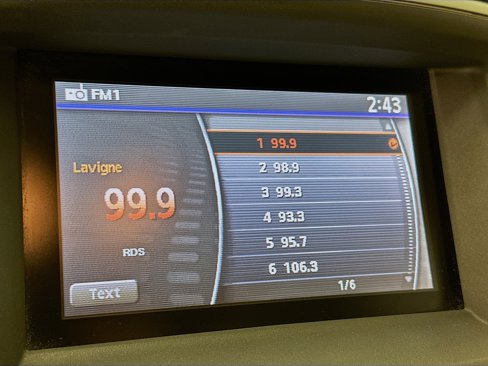 FM1
2:43
Lavigne
99.9
RDS
Text
1 99.9
2 98.9
3 99.3
4 93.3
5 95.7
6 106.3
1/6